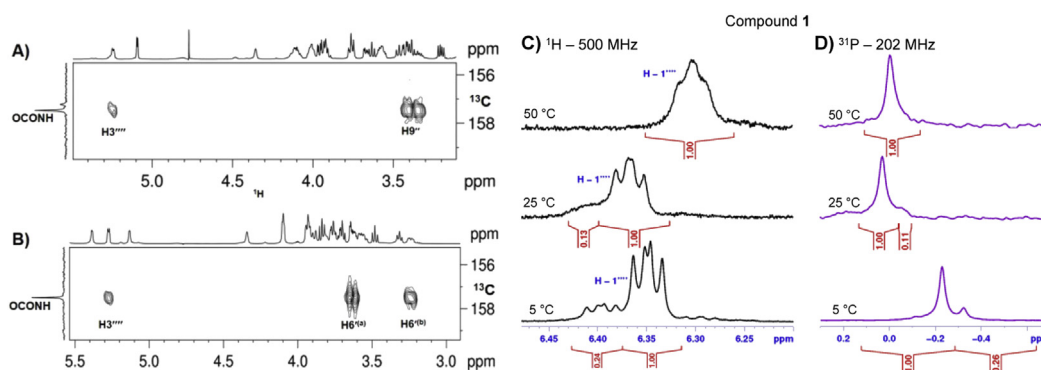 Compound 1
A)
ppm
156
13C
158
OCONH
H3'''''
H9''
5.0 4.5 4.0 3.5 ppm
1H
B)
ppm
156
13C
158
OCONH
H3'''''
H6'(a)
H6'(b)
5.5 5.0 4.5 4.0 3.5 3.0 ppm
C) 1H – 500 MHz
H – 1''''
50 °C
1.00
H – 1''''
25 °C
0.13 1.00
H – 1''''
5 °C
6.45 6.40 6.35 6.30 6.25 ppm
0.24 1.00
D) 31P – 202 MHz
50 °C
1.00
25 °C
1.00 0.11
5 °C
0.2 0.0 −0.2 −0.4 ppm
1.00 0.26